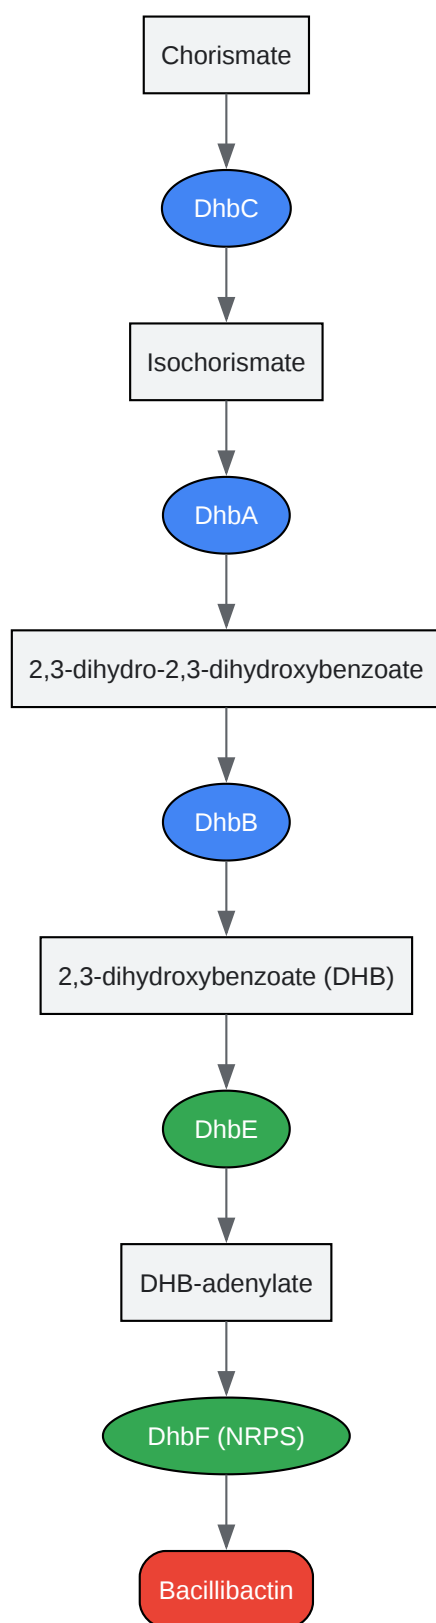 Chorismate
DhbC
Isochorismate
DhbA
2,3-dihydro-2,3-dihydroxybenzoate
DhbB
2,3-dihydroxybenzoate (DHB)
DhbE
DHB-adenylate
DhbF (NRPS)
Bacillibactin